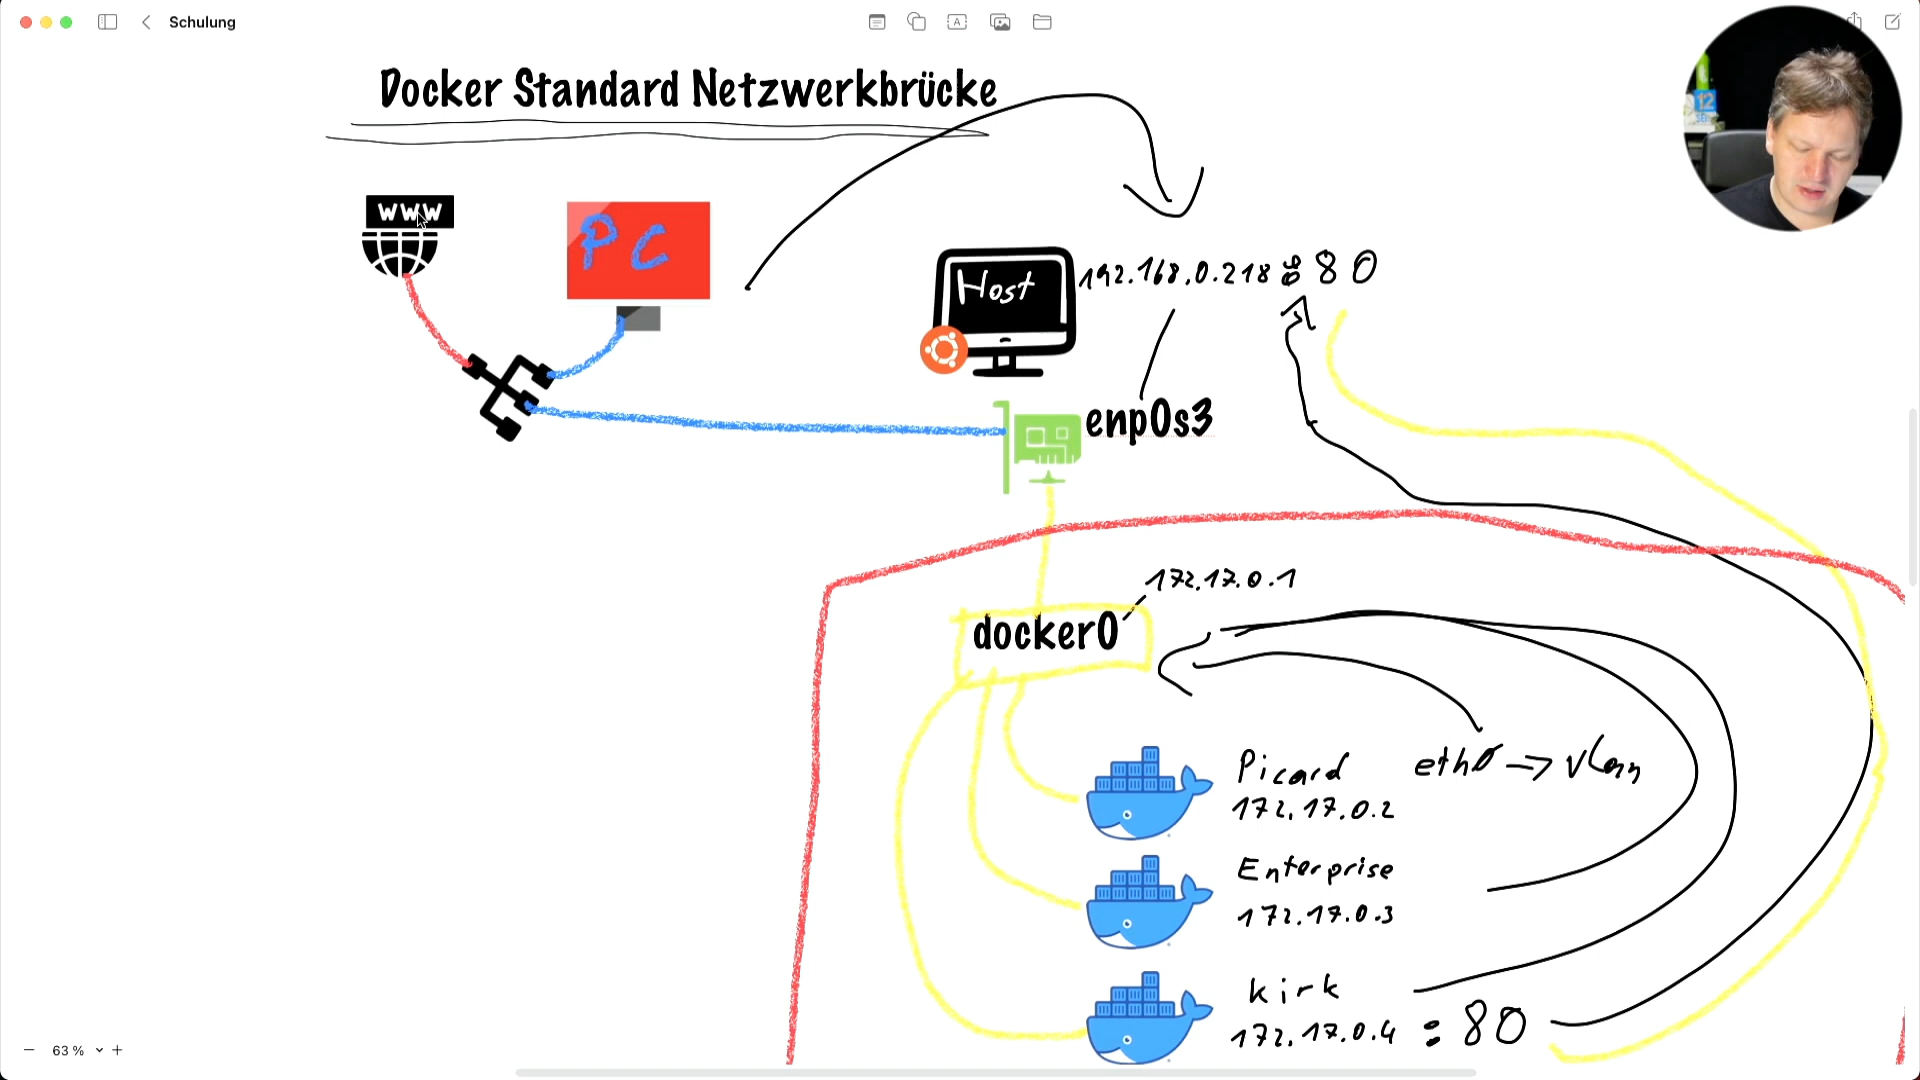 Schulung
A
12
Docker Standard Netzwerkbrücke
www
PC
Host
192.168.0.218 : 80
enp0s3
172.17.0.1
docker0
Picard eth0 => vlan
172.17.0.2
Enterprise
172.17.0.3
kirk
172.17.0.4 : 80
63 %